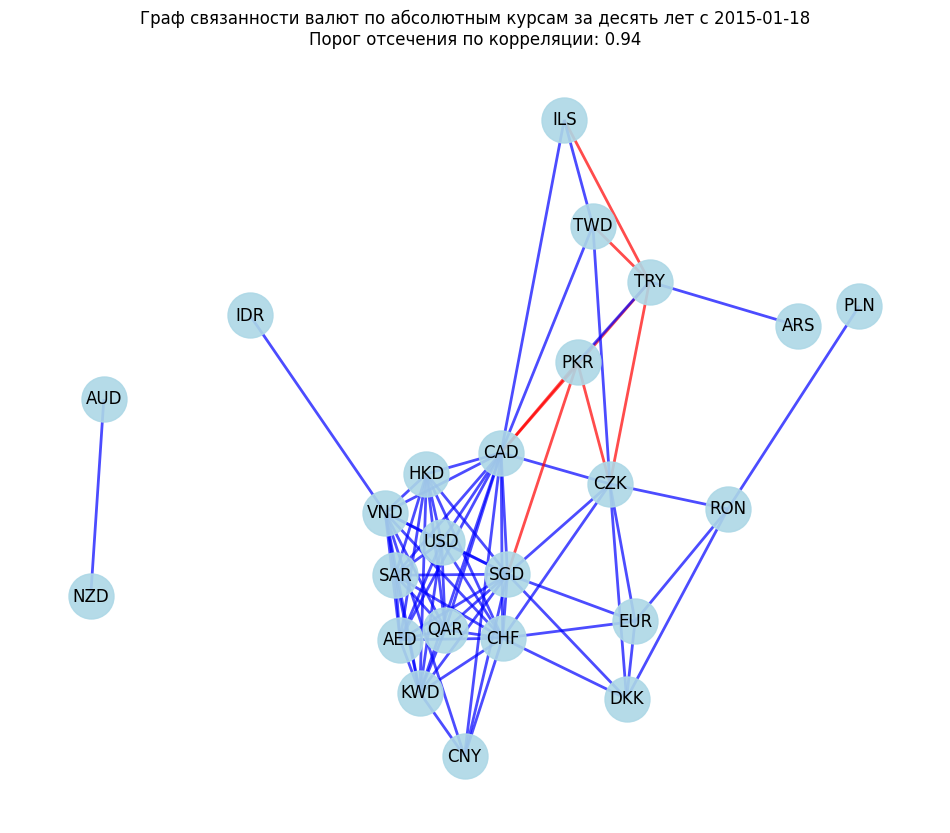 Граф связанности валют по абсолютным курсам за десять лет с 2015-01-18
Порог отсечения по корреляции: 0.94
ILS
TWD
TRY
PLN
IDR
ARS
PKR
AUD
CAD
HKD
CZK
RON
VND
USD
SAR
SGD
NZD
EUR
QAR
AED
CHF
KWD
DKK
CNY